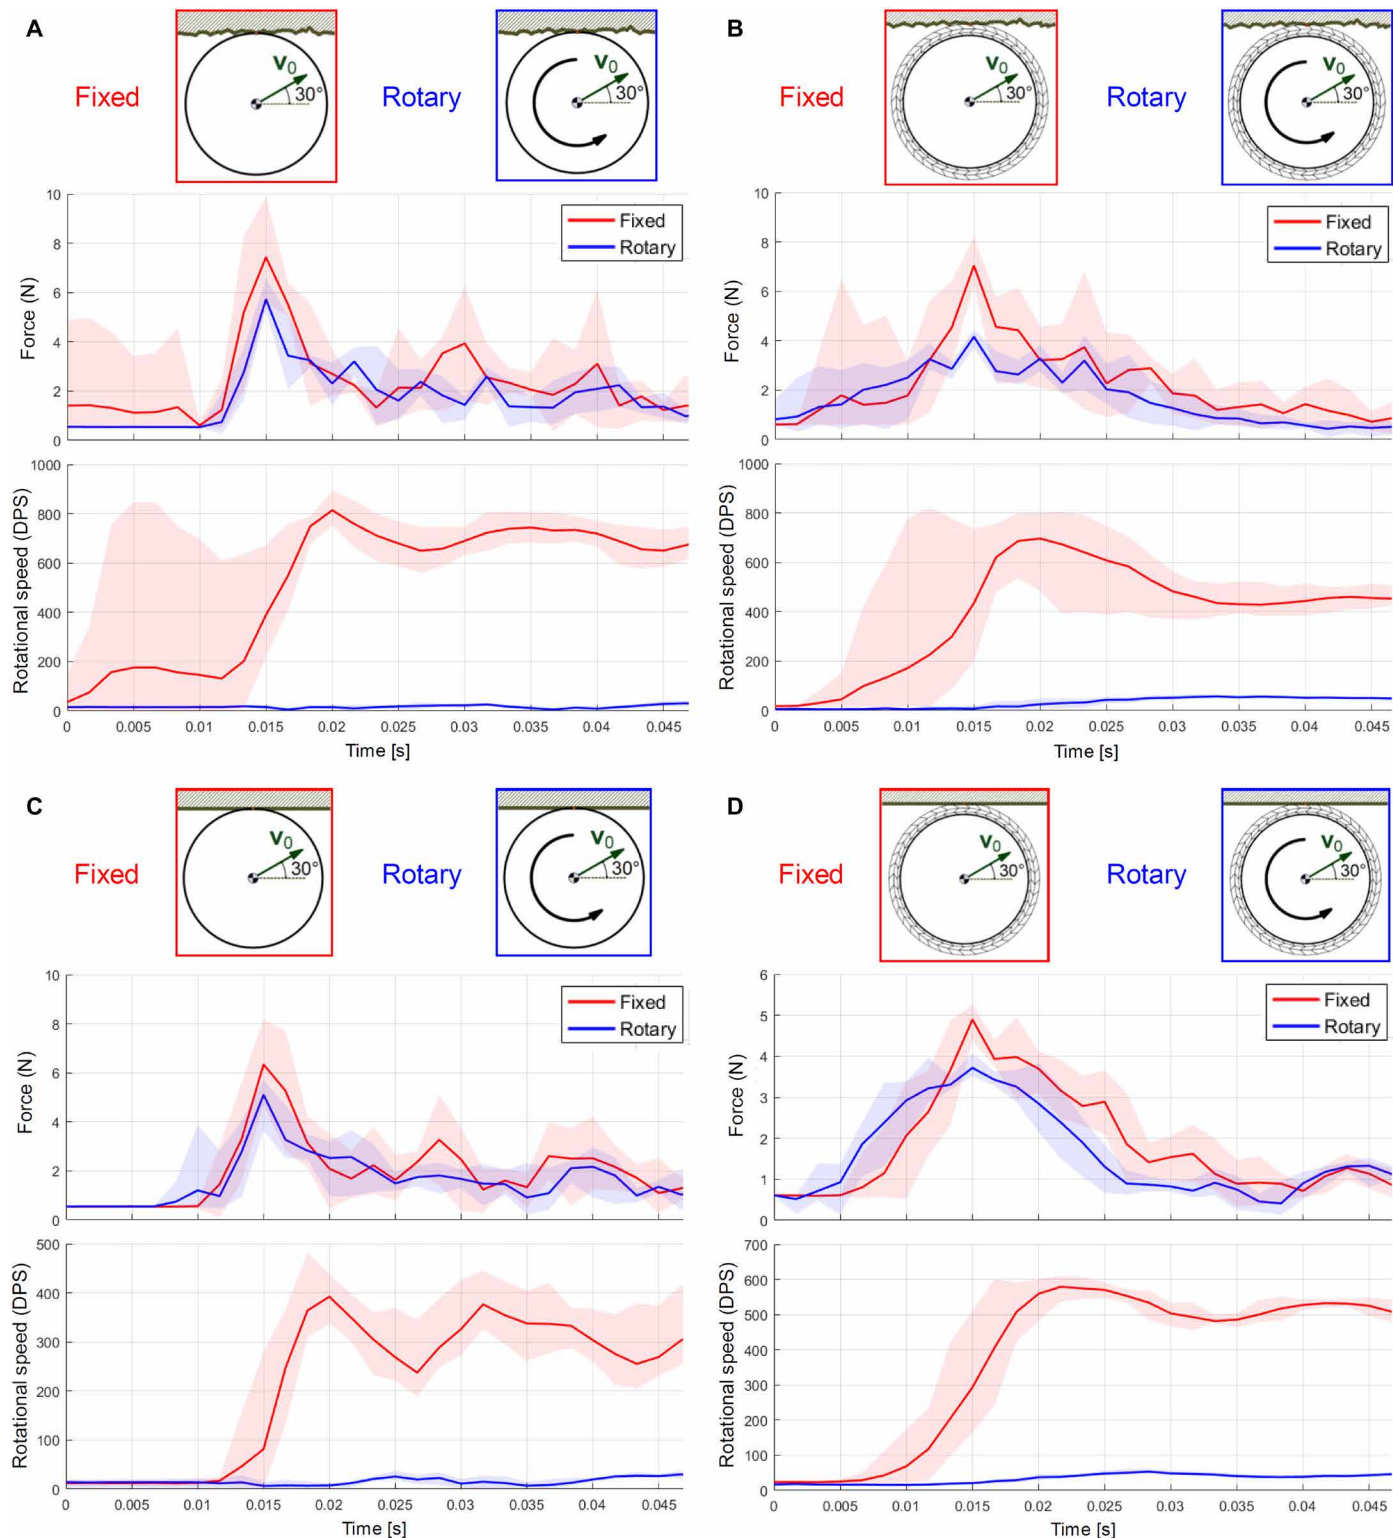 A
Fixed
v0
30°
Rotary
v0
30°
Force (N)
10
8
6
4
2
0
Fixed
Rotary
Rotational speed (DPS)
1000
800
600
400
200
0
0 0.005 0.01 0.015 0.02 0.025 0.03 0.035 0.04 0.045
Time [s]
B
Fixed
v0
30°
Rotary
v0
30°
Force (N)
10
8
6
4
2
0
Fixed
Rotary
Rotational speed (DPS)
1000
800
600
400
200
0
0 0.005 0.01 0.015 0.02 0.025 0.03 0.035 0.04 0.045
Time [s]
C
Fixed
v0
30°
Rotary
v0
30°
Force (N)
10
8
6
4
2
0
Fixed
Rotary
Rotational speed (DPS)
500
400
300
200
100
0
0 0.005 0.01 0.015 0.02 0.025 0.03 0.035 0.04 0.045
Time [s]
D
Fixed
v0
30°
Rotary
v0
30°
Force (N)
6
5
4
3
2
1
0
Fixed
Rotary
Rotational speed (DPS)
700
600
500
400
300
200
100
0
0 0.005 0.01 0.015 0.02 0.025 0.03 0.035 0.04 0.045
Time [s]